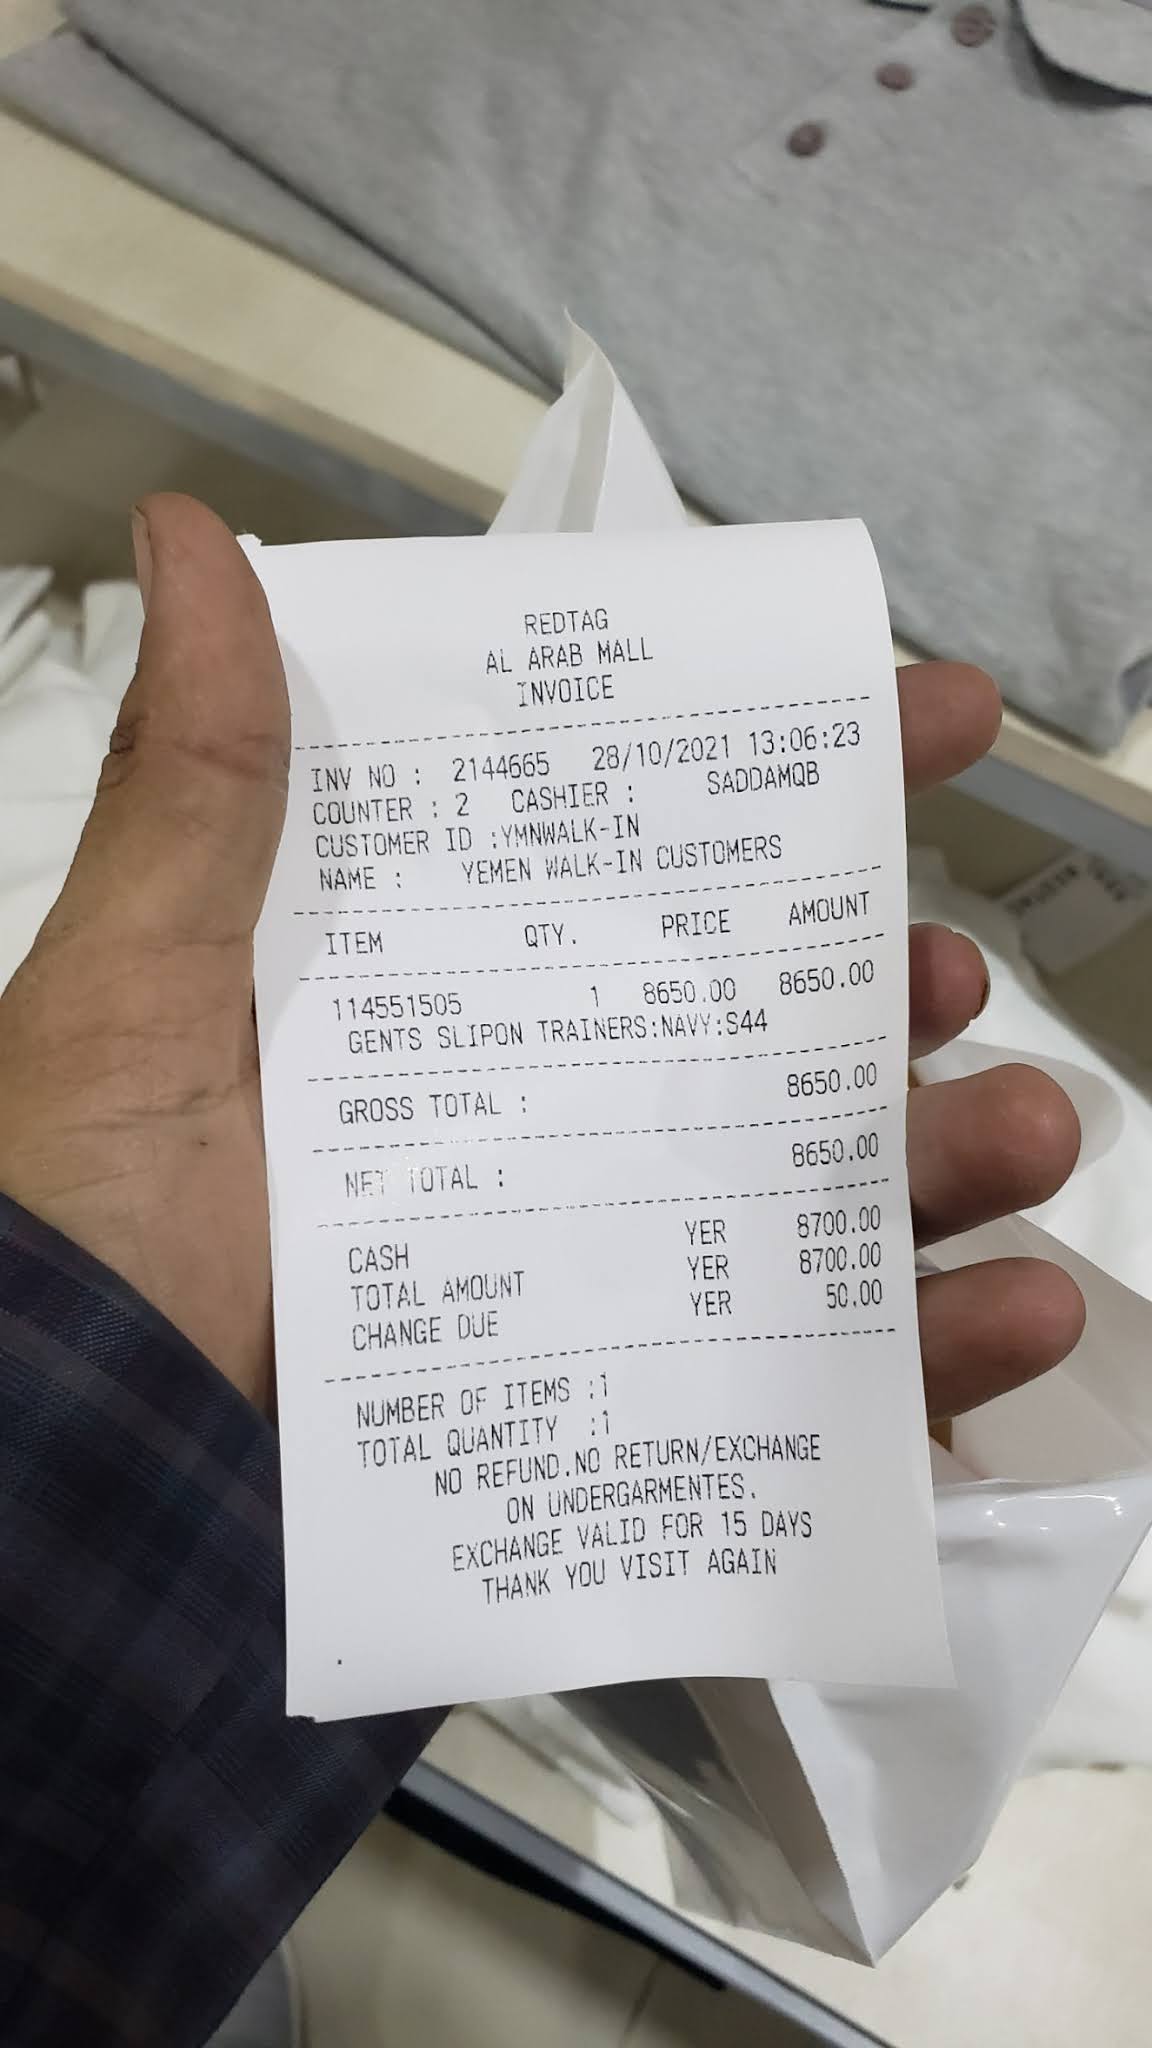 REDTAG
AL ARAB MALL
INVOICE
INV NO : 2144665 28/10/2021 13:06:23
COUNTER : 2 CASHIER : SADDAMQB
CUSTOMER ID :YMNWALK-IN
NAME : YEMEN WALK-IN CUSTOMERS
ITEM QTY. PRICE AMOUNT
114551505 1 8650.00 8650.00
GENTS SLIPON TRAINERS:NAVY:S44
GROSS TOTAL : 8650.00
NET TOTAL : 8650.00
CASH YER 8700.00
TOTAL AMOUNT YER 8700.00
CHANGE DUE YER 50.00
NUMBER OF ITEMS :1
TOTAL QUANTITY :1
NO REFUND.NO RETURN/EXCHANGE
ON UNDERGARMENTES.
EXCHANGE VALID FOR 15 DAYS
THANK YOU VISIT AGAIN